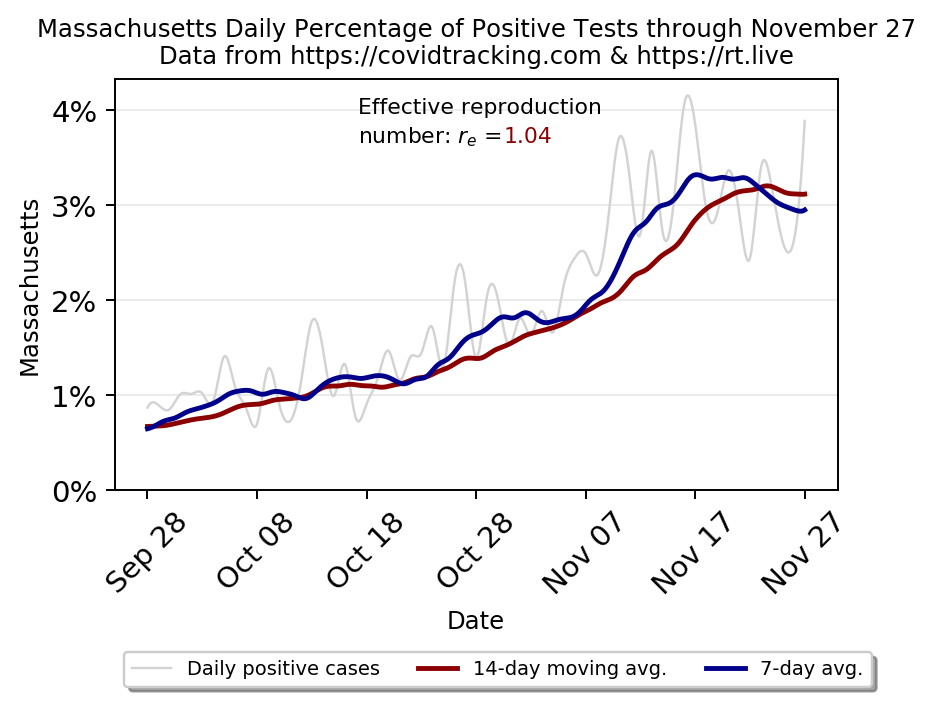 Massachusetts Daily Percentage of Positive Tests through November 27
Data from https://covidtracking.com & https://rt.live
Effective reproduction
number: rₑ =1.04
4%
3%
2%
1%
0%
Massachusetts
Sep 28
Oct 08
Oct 18
Oct 28
Nov 07
Nov 17
Nov 27
Date
Daily positive cases
14-day moving avg.
7-day avg.